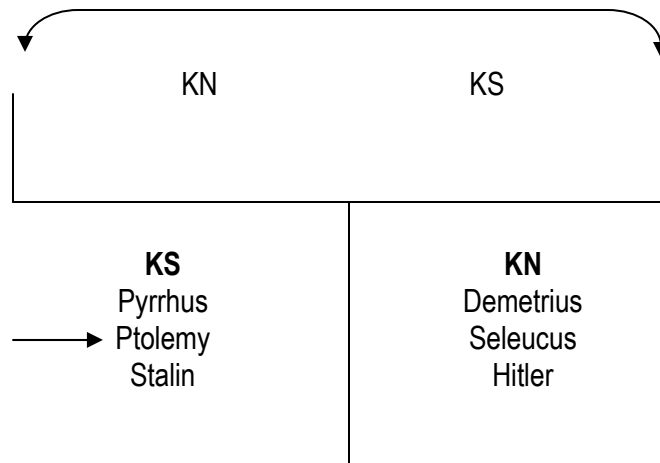 KN KS
KS KN
Pyrrhus Demetrius
Ptolemy Seleucus
Stalin Hitler